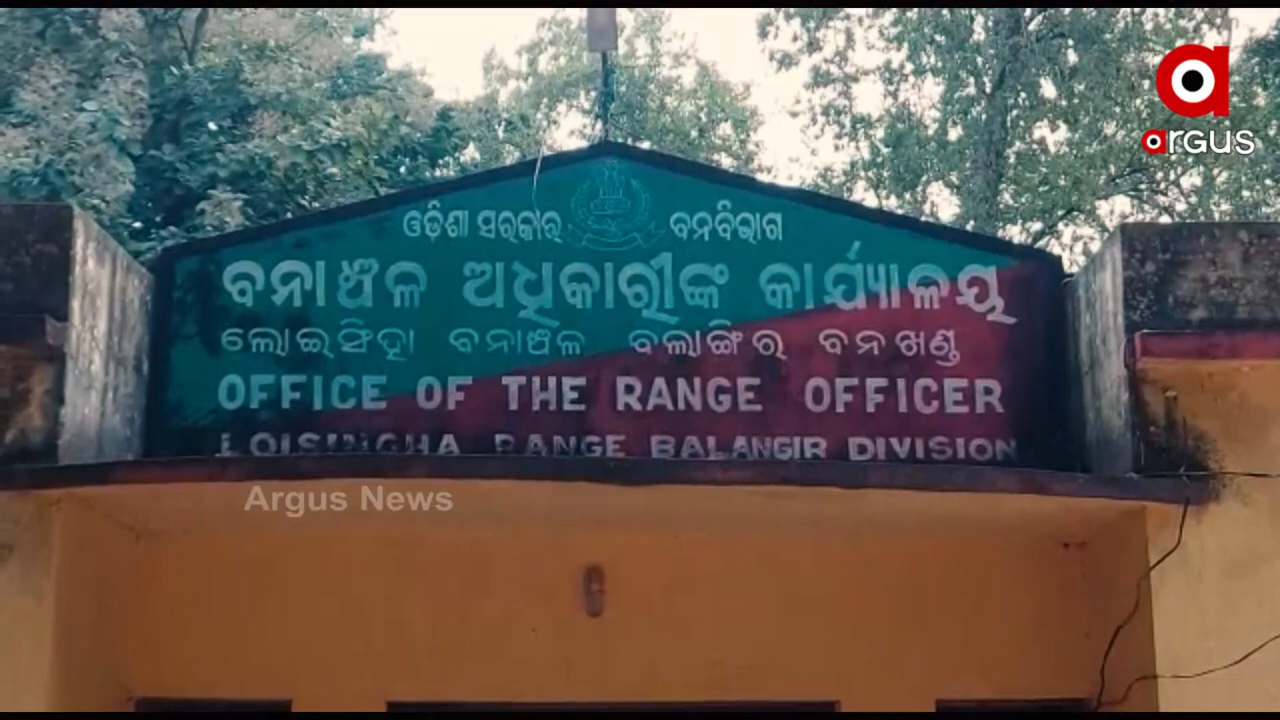 argus
ଓଡ଼ିଶା ସରକାର ବନବିଭାଗ
ବନାଞ୍ଚଳ ଅଧିକାରୀଙ୍କ କାର୍ଯ୍ୟାଳୟ
ଲୋଇସିଂହା ବନାଞ୍ଚଳ ବଲାଙ୍ଗିର ବନଖଣ୍ଡ
OFFICE OF THE RANGE OFFICER
LOISINGHA RANGE BALANGIR DIVISION
Argus News